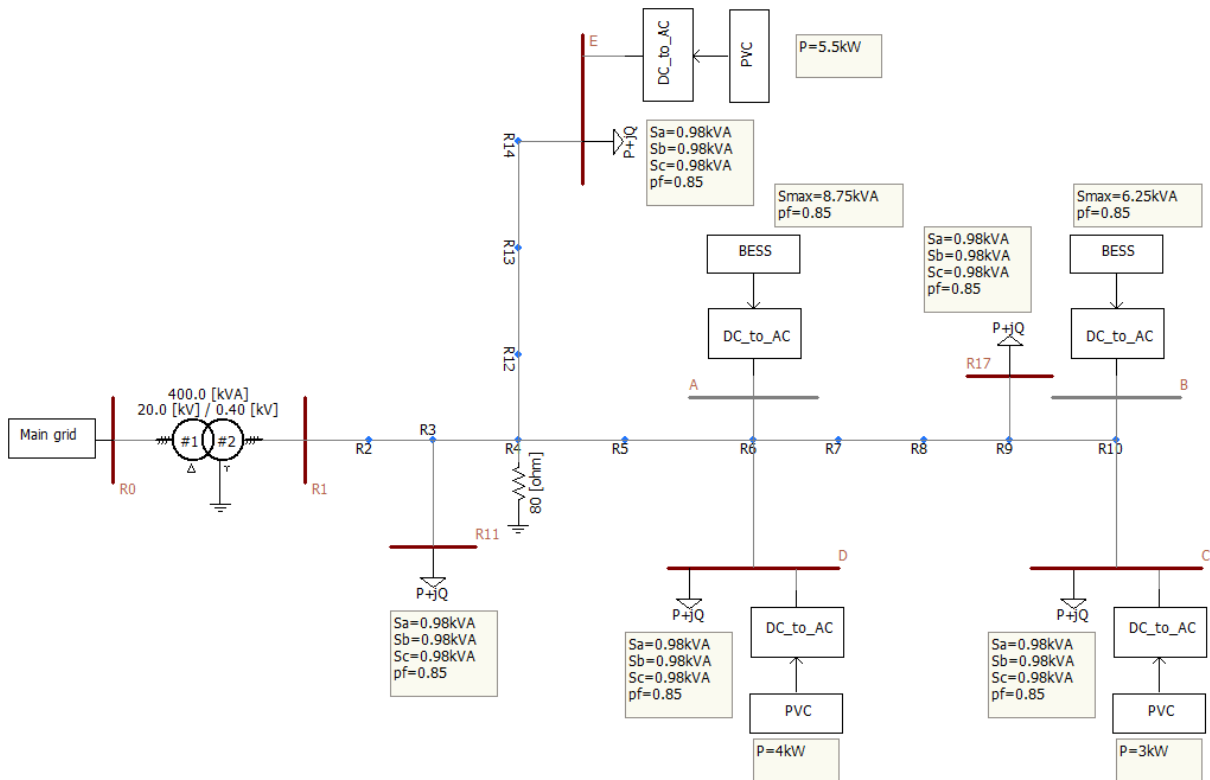 E
DC_to_AC
PVC
P=5.5kW
R14
P+jQ
Sa=0.98kVA
Sb=0.98kVA
Sc=0.98kVA
pf=0.85
Smax=8.75kVA
pf=0.85
Smax=6.25kVA
pf=0.85
R13
BESS
Sa=0.98kVA
Sb=0.98kVA
Sc=0.98kVA
pf=0.85
BESS
DC_to_AC
P+jQ
DC_to_AC
R12
R17
A
B
400.0 [kVA]
20.0 [kV] / 0.40 [kV]
Main grid
#1
#2
R0
R1
R2
R3
R4
R5
R6
R7
R8
R9
R10
80 [ohm]
R11
P+jQ
Sa=0.98kVA
Sb=0.98kVA
Sc=0.98kVA
pf=0.85
D
P+jQ
DC_to_AC
Sa=0.98kVA
Sb=0.98kVA
Sc=0.98kVA
pf=0.85
PVC
P=4kW
C
P+jQ
DC_to_AC
Sa=0.98kVA
Sb=0.98kVA
Sc=0.98kVA
pf=0.85
PVC
P=3kW